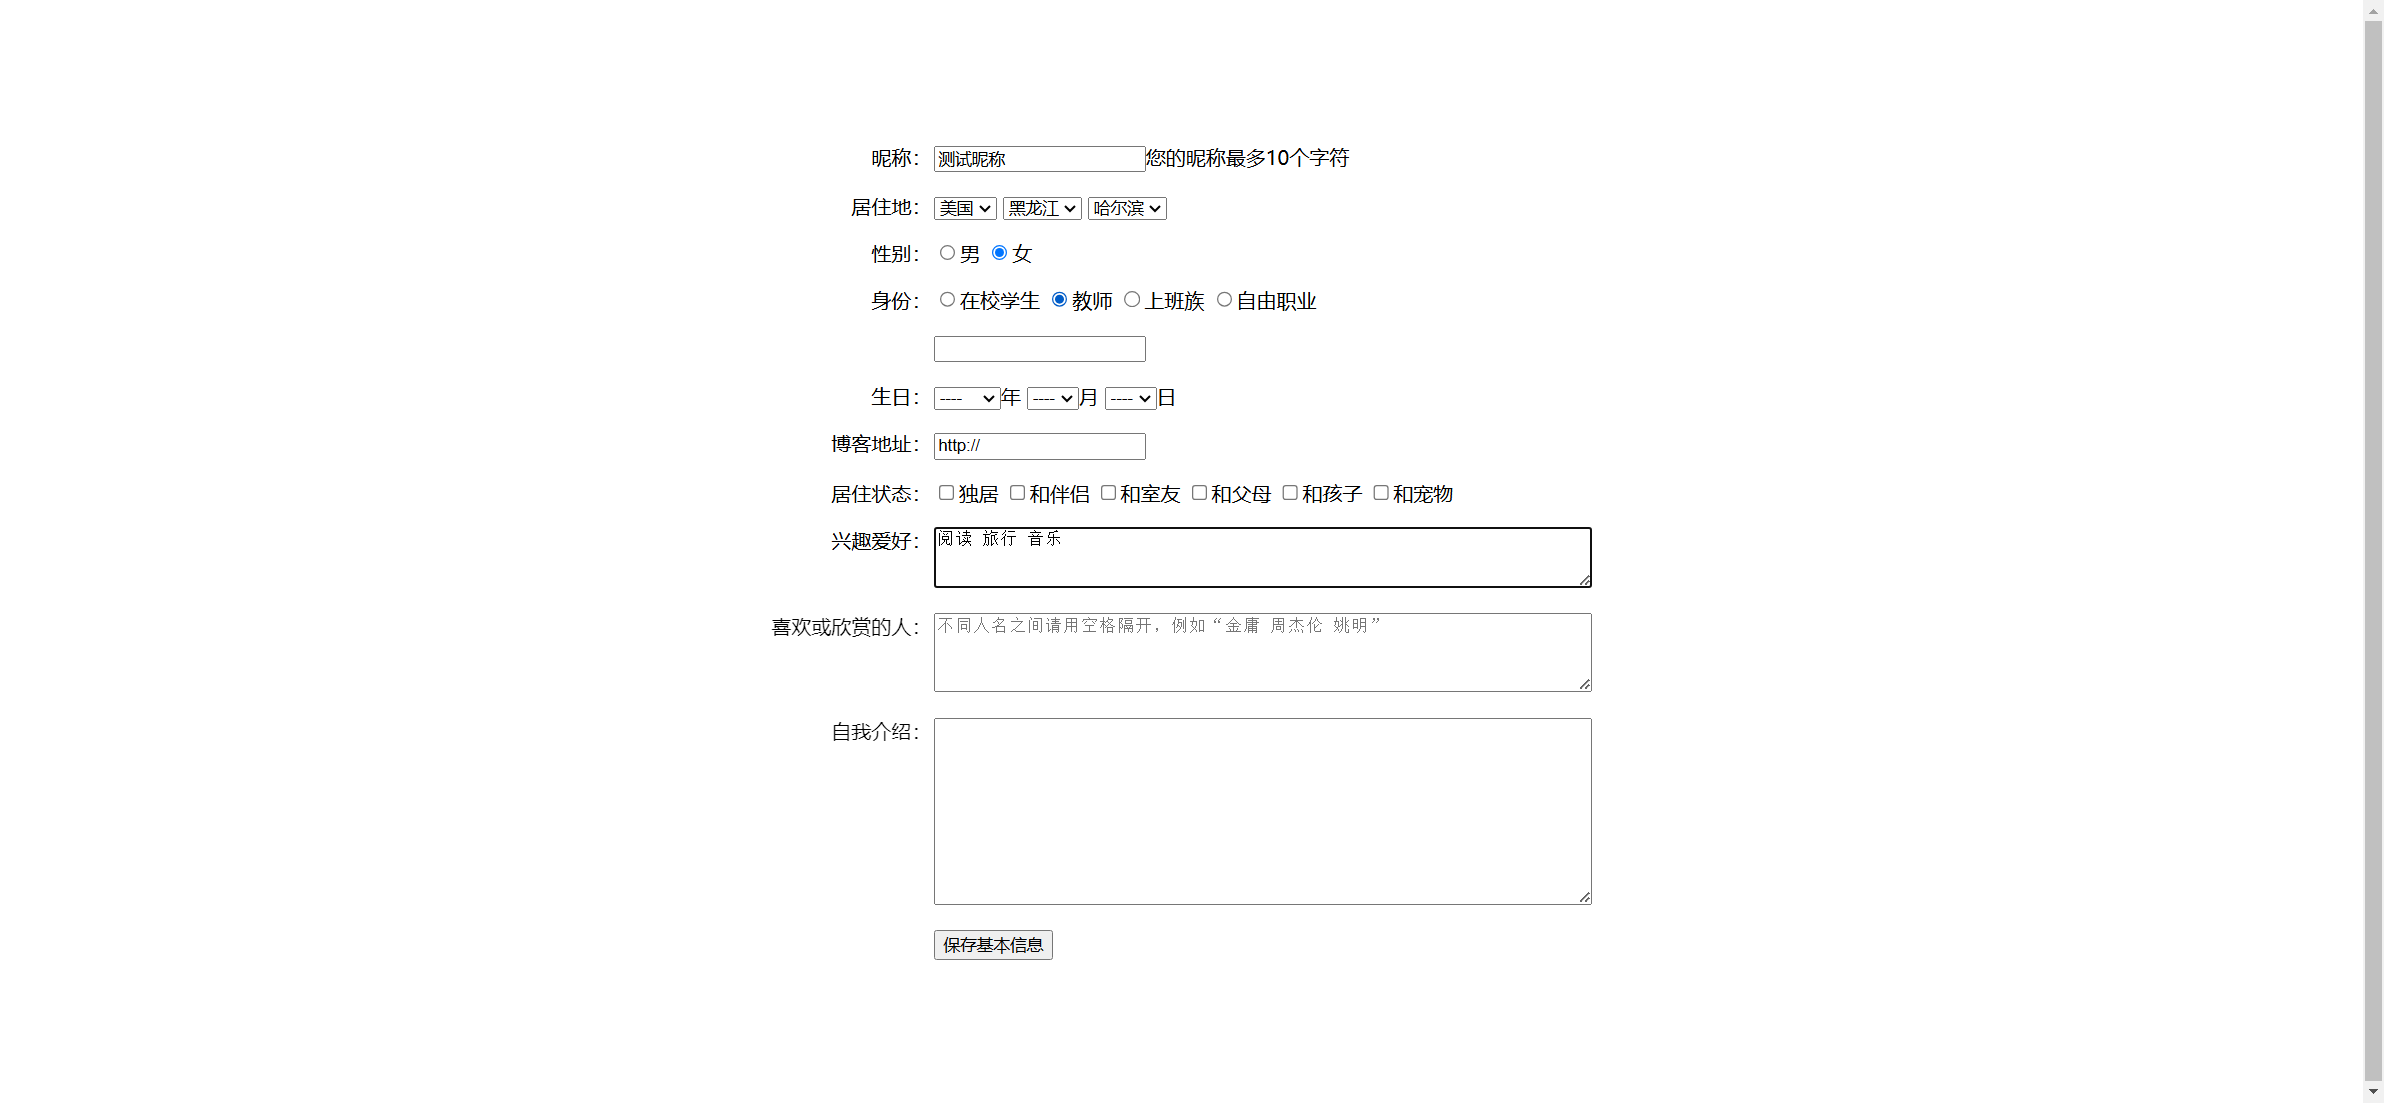 昵称： 测试昵称 您的昵称最多10个字符
居住地： 美国 黑龙江 哈尔滨
性别： 男 女
身份： 在校学生 教师 上班族 自由职业
生日： ---- 年 ---- 月 ---- 日
博客地址： http://
居住状态： 独居 和伴侣 和室友 和父母 和孩子 和宠物
兴趣爱好： 阅读 旅行 音乐
喜欢或欣赏的人： 不同人名之间请用空格隔开，例如“金庸 周杰伦 姚明”
自我介绍：
保存基本信息